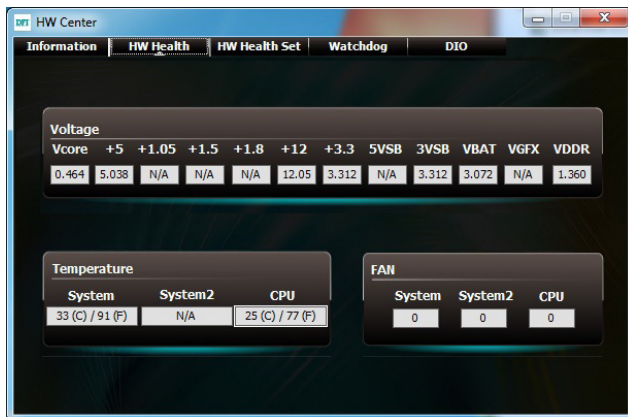 DFI HW Center
Information HW Health HW Health Set Watchdog DIO
Voltage
Vcore +5 +1.05 +1.5 +1.8 +12 +3.3 5VSB 3VSB VBAT VGFX VDDR
0.464 5.038 N/A N/A N/A 12.05 3.312 N/A 3.312 3.072 N/A 1.360
Temperature
System System2 CPU
33 (C) / 91 (F) N/A 25 (C) / 77 (F)
FAN
System System2 CPU
0 0 0